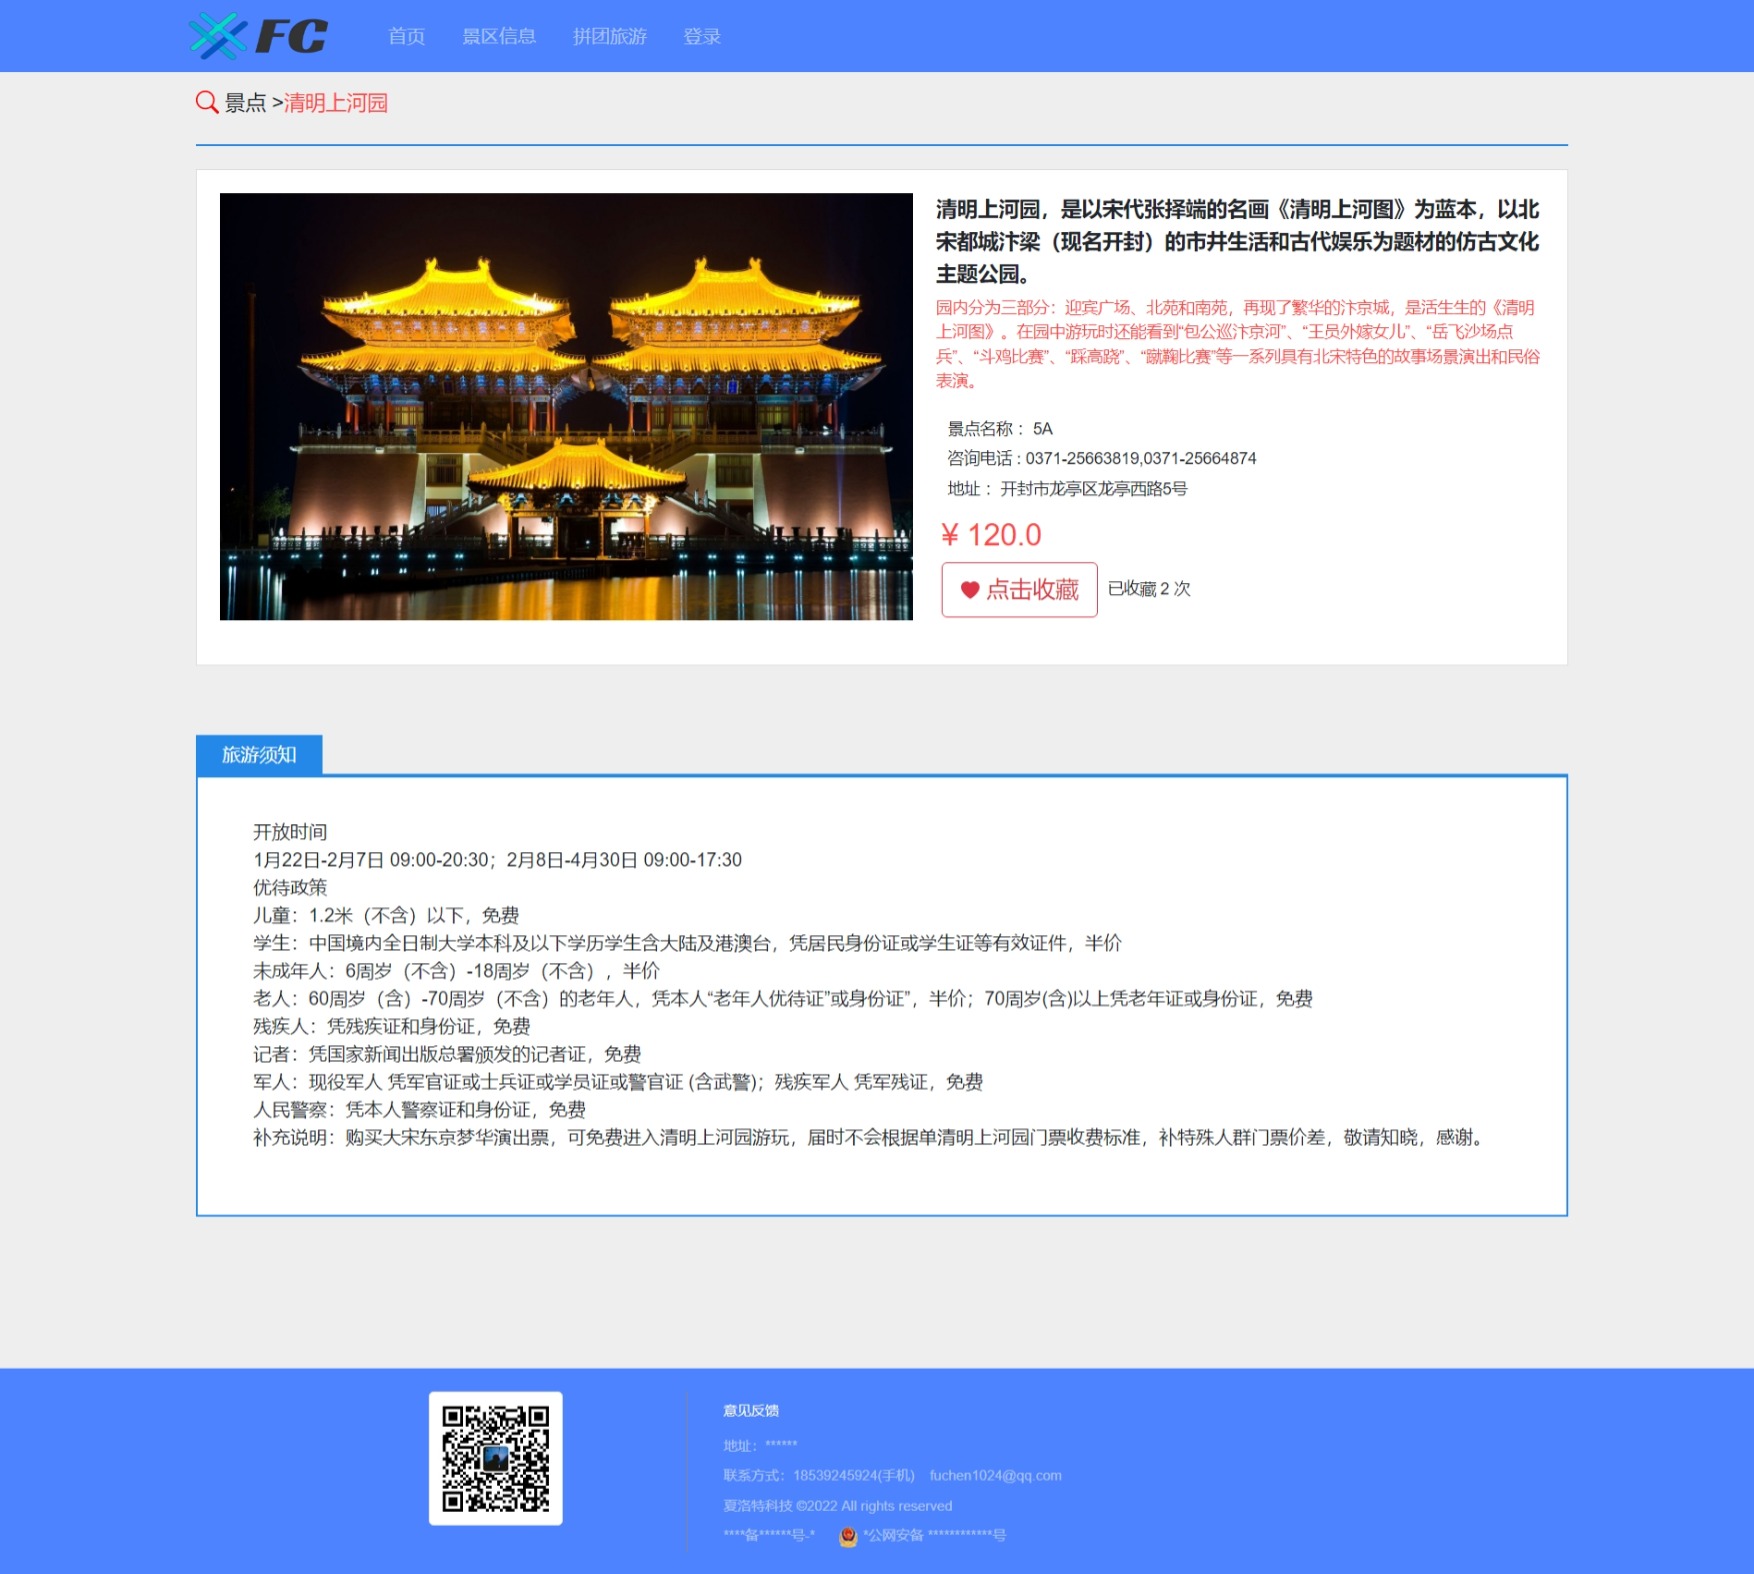 FC
首页 景区信息 拼团旅游 登录
景点 >清明上河园
清明上河园，是以宋代张择端的名画《清明上河图》为蓝本，以北
宋都城汴梁（现名开封）的市井生活和古代娱乐为题材的仿古文化
主题公园。
园内分为三部分：迎宾广场、北苑和南苑，再现了繁华的汴京城，是活生生的《清明
上河图》。在园中游玩时还能看到“包公巡汴京河”、“王员外嫁女儿”、“岳飞沙场点
兵”、“斗鸡比赛”、“踩高跷”、“蹴鞠比赛”等一系列具有北宋特色的故事场景演出和民俗
表演。
景点名称 ：5A
咨询电话 : 0371-25663819,0371-25664874
地址 ：开封市龙亭区龙亭西路5号
¥ 120.0
点击收藏 已收藏 2 次
旅游须知
开放时间
1月22日-2月7日 09:00-20:30；2月8日-4月30日 09:00-17:30
优待政策
儿童：1.2米（不含）以下，免费
学生：中国境内全日制大学本科及以下学历学生含大陆及港澳台，凭居民身份证或学生证等有效证件，半价
未成年人：6周岁（不含）-18周岁（不含），半价
老人：60周岁（含）-70周岁（不含）的老年人，凭本人“老年人优待证”或身份证”，半价；70周岁(含)以上凭老年证或身份证，免费
残疾人：凭残疾证和身份证，免费
记者：凭国家新闻出版总署颁发的记者证，免费
军人：现役军人 凭军官证或士兵证或学员证或警官证 (含武警)；残疾军人 凭军残证，免费
人民警察：凭本人警察证和身份证，免费
补充说明：购买大宋东京梦华演出票，可免费进入清明上河园游玩，届时不会根据单清明上河园门票收费标准，补特殊人群门票价差，敬请知晓，感谢。
意见反馈
地址：******
联系方式：18539245924(手机) fuchen1024@qq.com
夏洛特科技 ©2022 All rights reserved
****备******号-* *公网安备 ************号